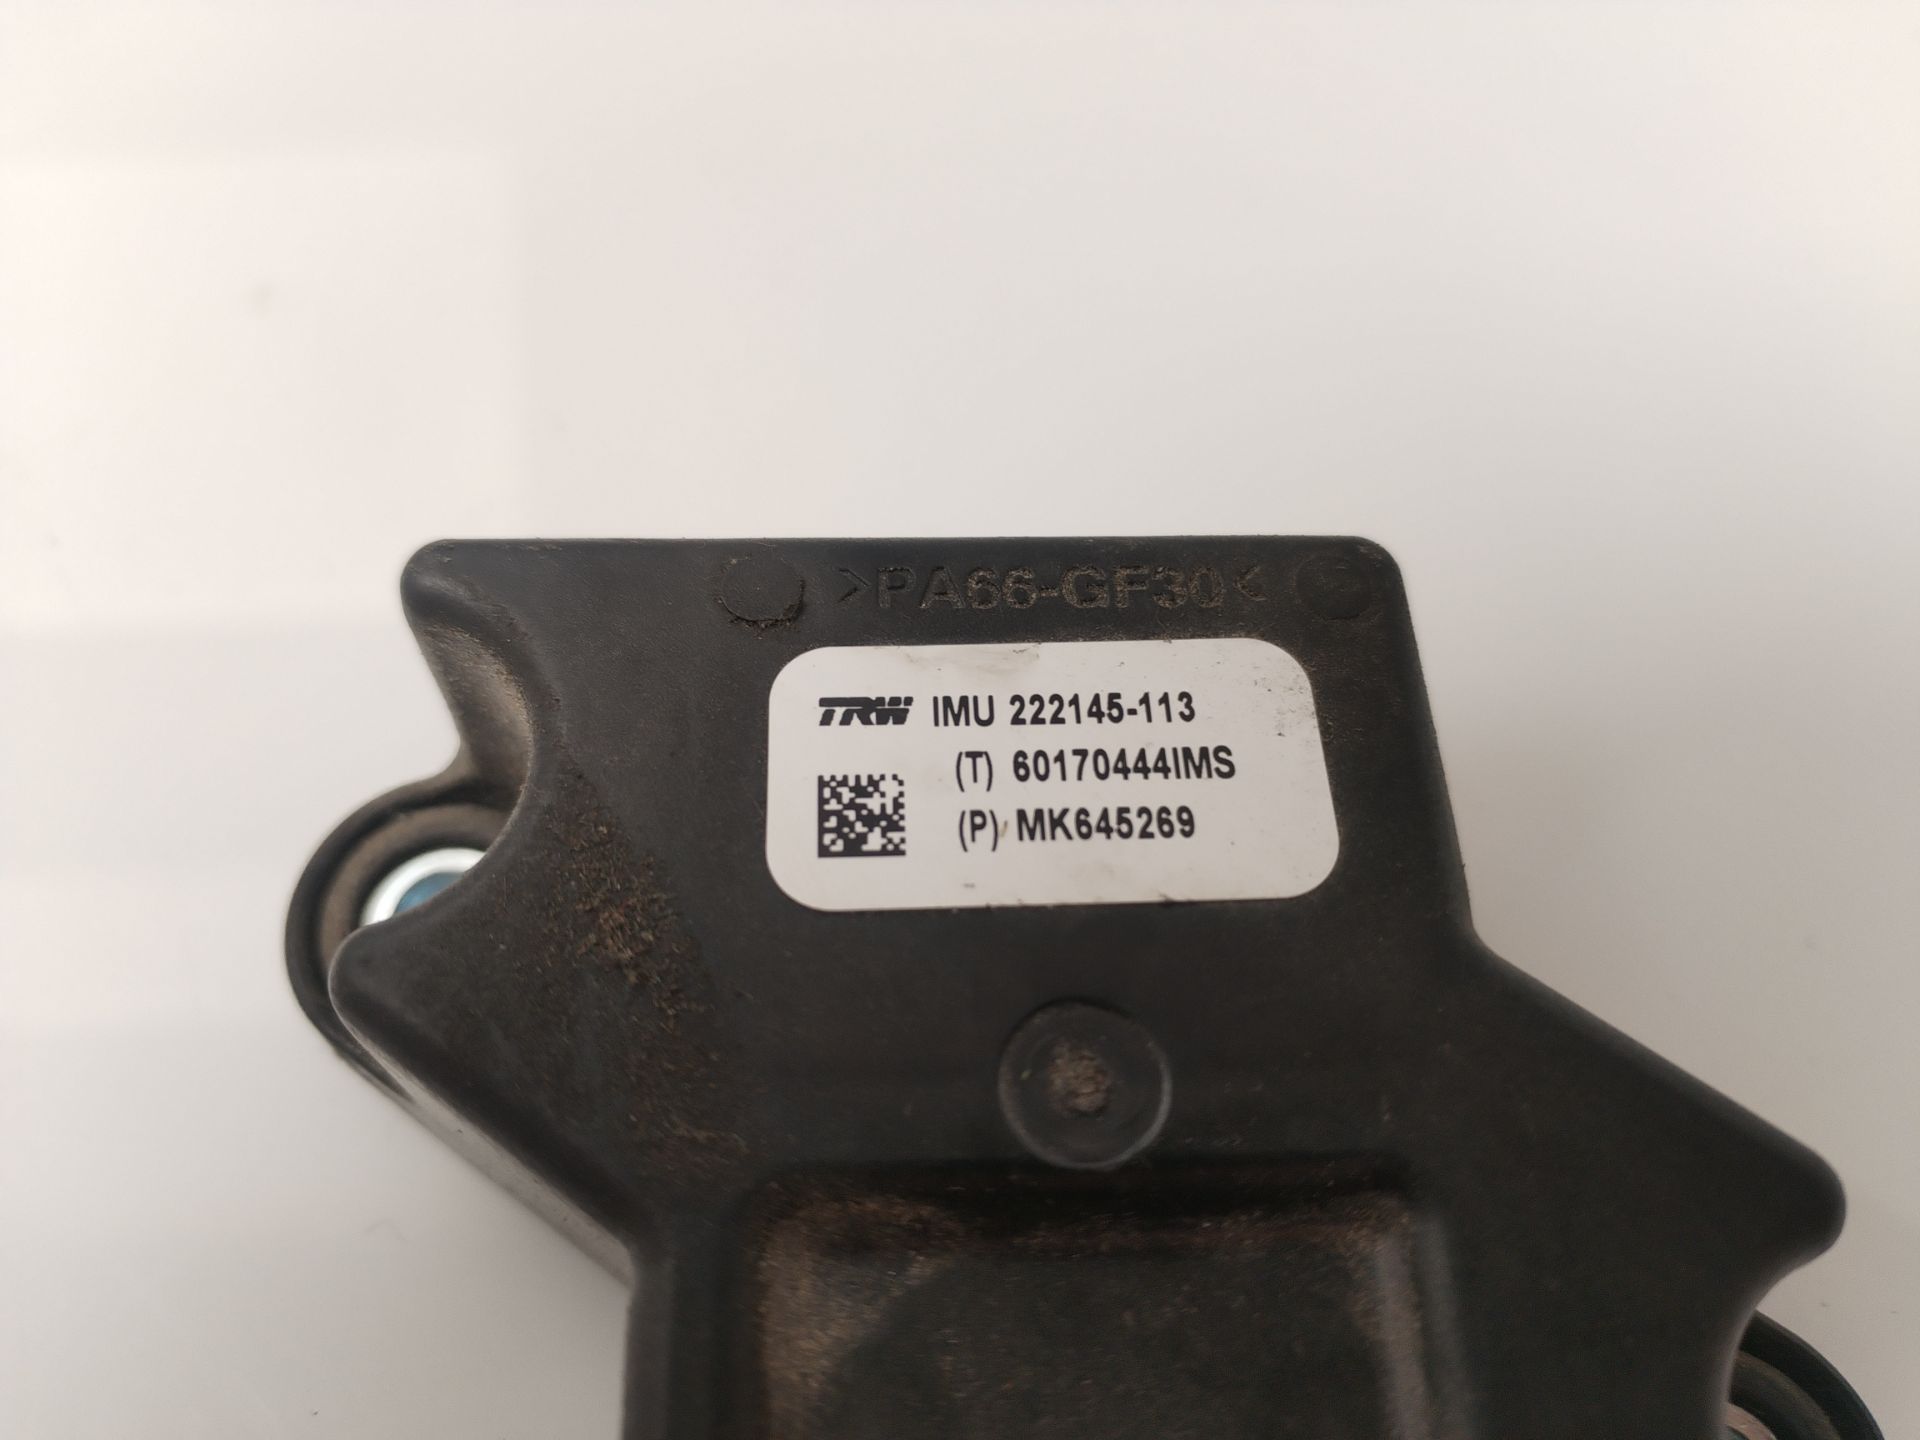 >PA66-GF30<
TRW IMU 222145-113
(T) 60170444IMS
(P) MK645269